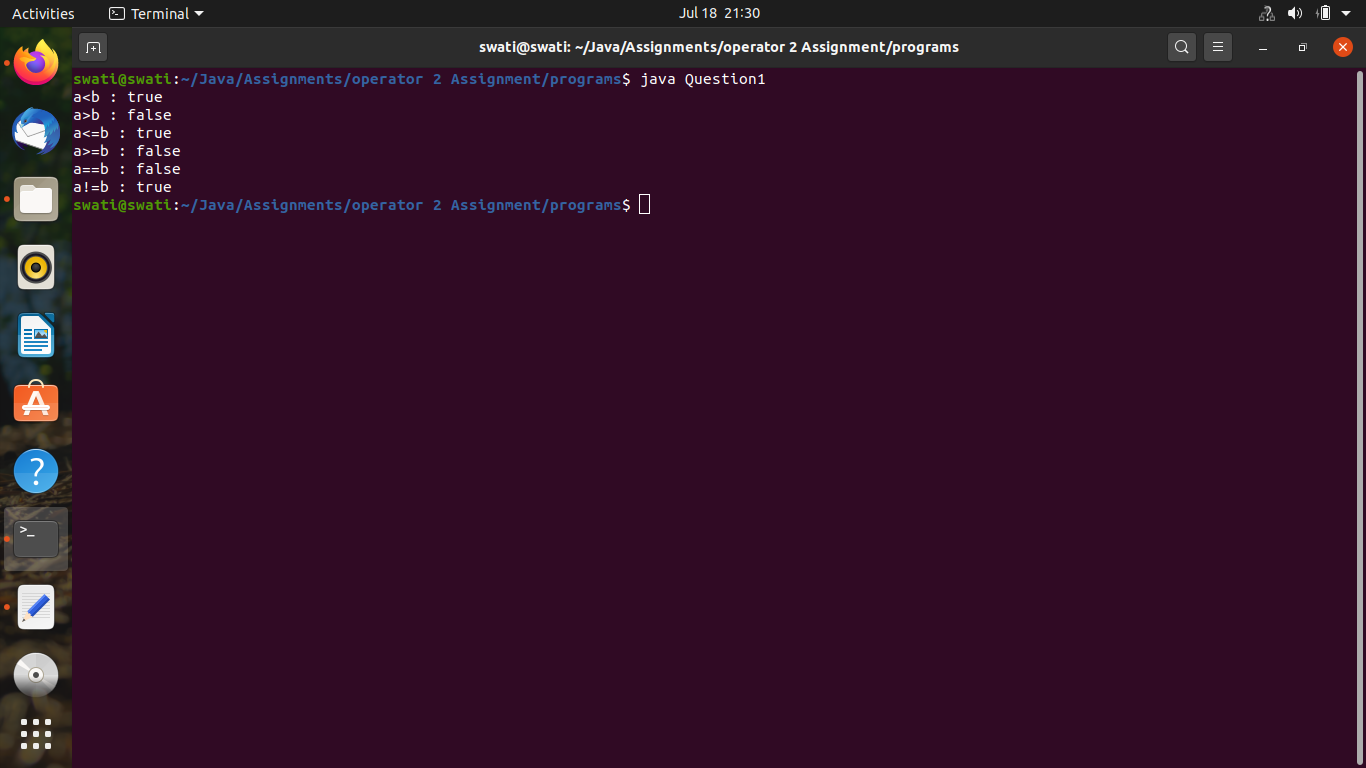 Activities Terminal Jul 18 21:30
swati@swati: ~/Java/Assignments/operator 2 Assignment/programs
swati@swati:~/Java/Assignments/operator 2 Assignment/programs$ java Question1
a<b : true
a>b : false
a<=b : true
a>=b : false
a==b : false
a!=b : true
swati@swati:~/Java/Assignments/operator 2 Assignment/programs$